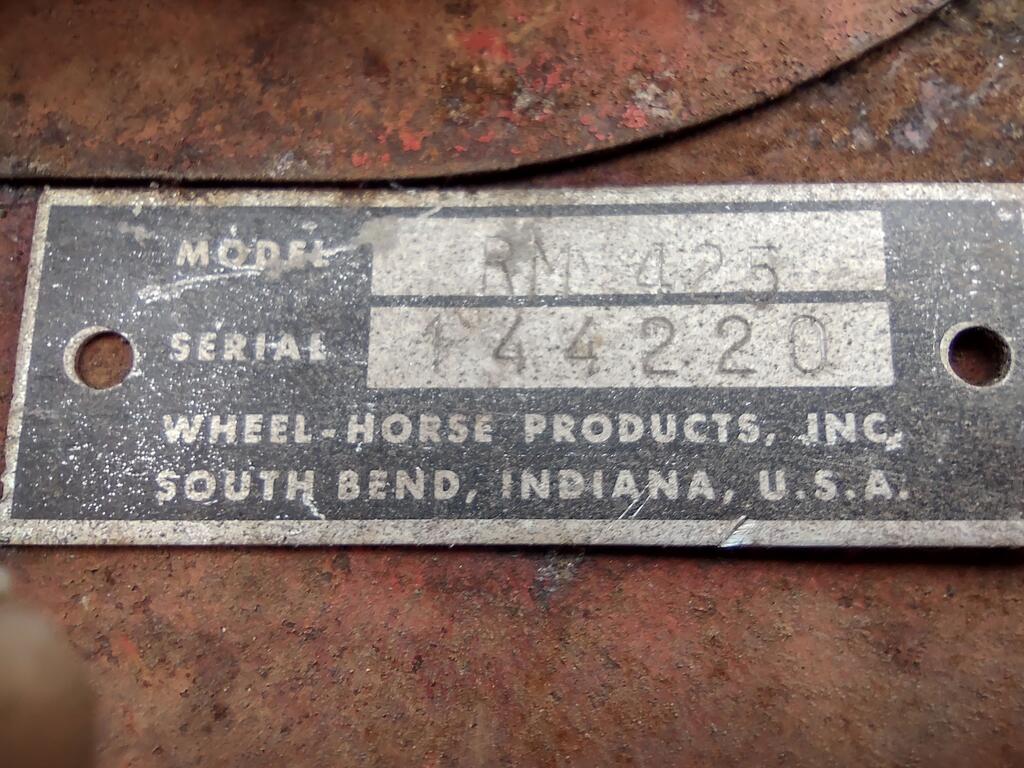 MODEL RM 425
SERIAL 144220
WHEEL-HORSE PRODUCTS, INC.
SOUTH BEND, INDIANA, U.S.A.